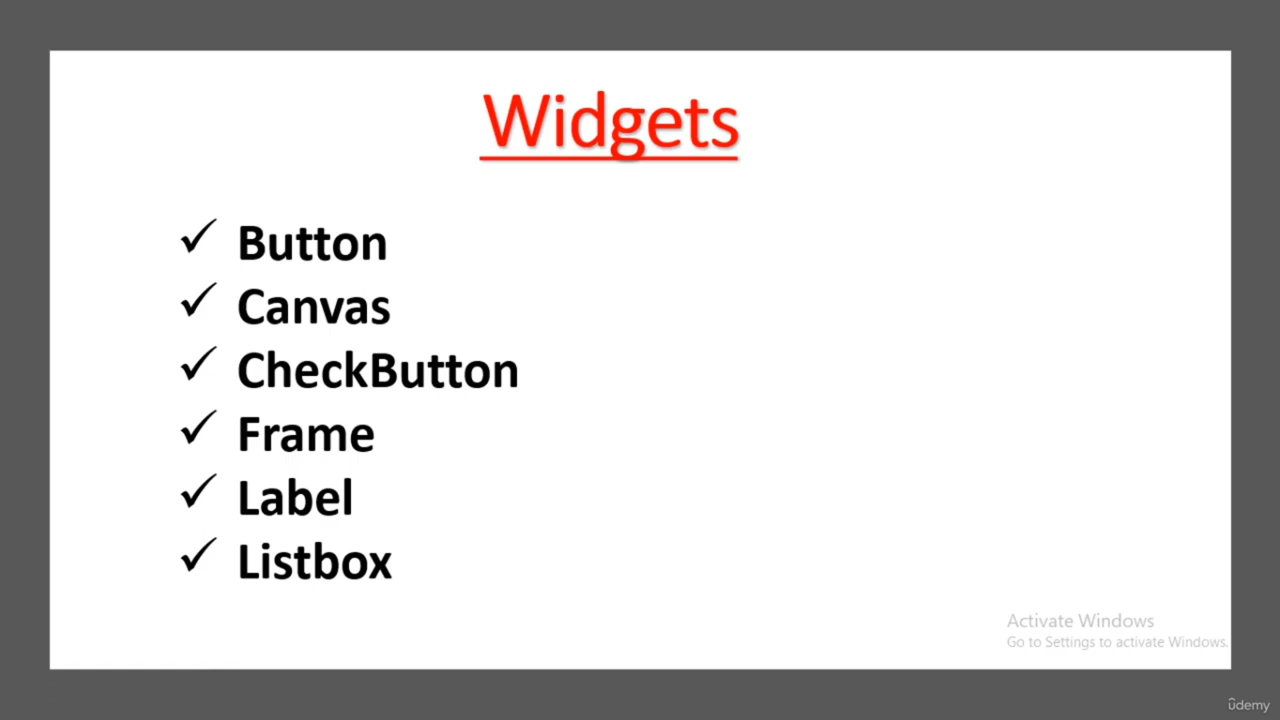 Widgets
✓ Button
✓ Canvas
✓ CheckButton
✓ Frame
✓ Label
✓ Listbox
Activate Windows
Go to Settings to activate Windows.
ûdemy